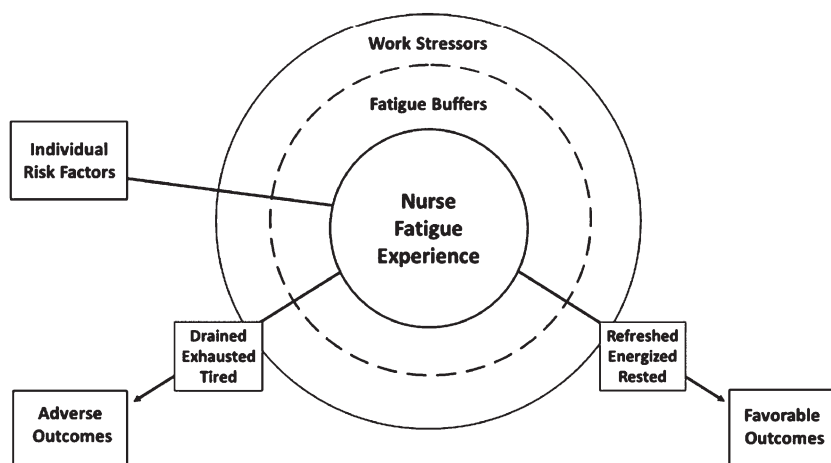 Work Stressors
Fatigue Buffers
Individual
Risk Factors
Nurse
Fatigue
Experience
Drained
Exhausted
Tired
Refreshed
Energized
Rested
Adverse
Outcomes
Favorable
Outcomes